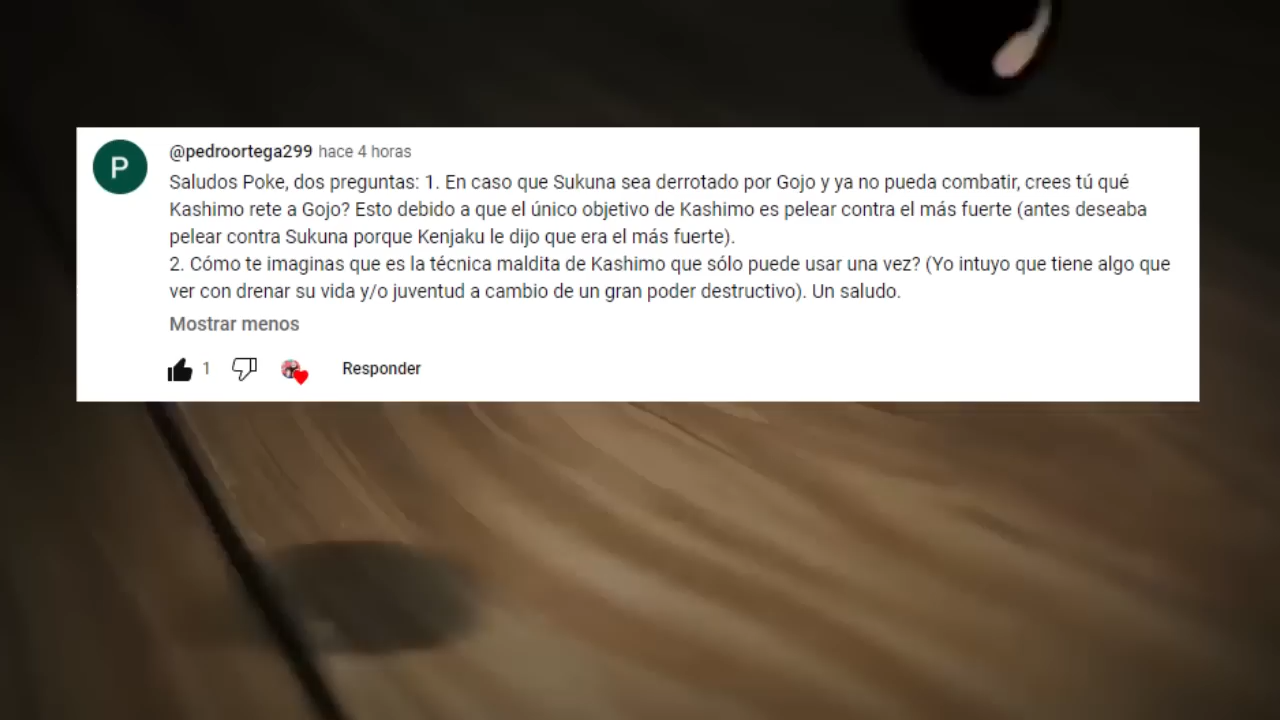 P
@pedroortega299 hace 4 horas
Saludos Poke, dos preguntas: 1. En caso que Sukuna sea derrotado por Gojo y ya no pueda combatir, crees tú qué
Kashimo rete a Gojo? Esto debido a que el único objetivo de Kashimo es pelear contra el más fuerte (antes deseaba
pelear contra Sukuna porque Kenjaku le dijo que era el más fuerte).
2. Cómo te imaginas que es la técnica maldita de Kashimo que sólo puede usar una vez? (Yo intuyo que tiene algo que
ver con drenar su vida y/o juventud a cambio de un gran poder destructivo). Un saludo.
Mostrar menos
1 Responder